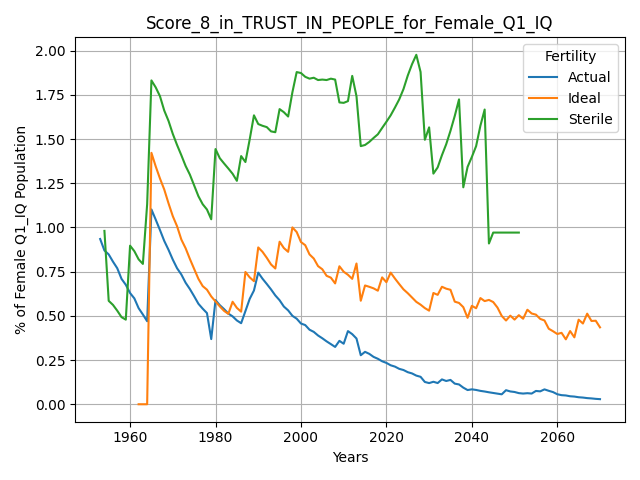 Score_8_in_TRUST_IN_PEOPLE_for_Female_Q1_IQ
% of Female Q1_IQ Population
2.00
1.75
1.50
1.25
1.00
0.75
0.50
0.25
0.00
Fertility
Actual
Ideal
Sterile
1960 1980 2000 2020 2040 2060
Years